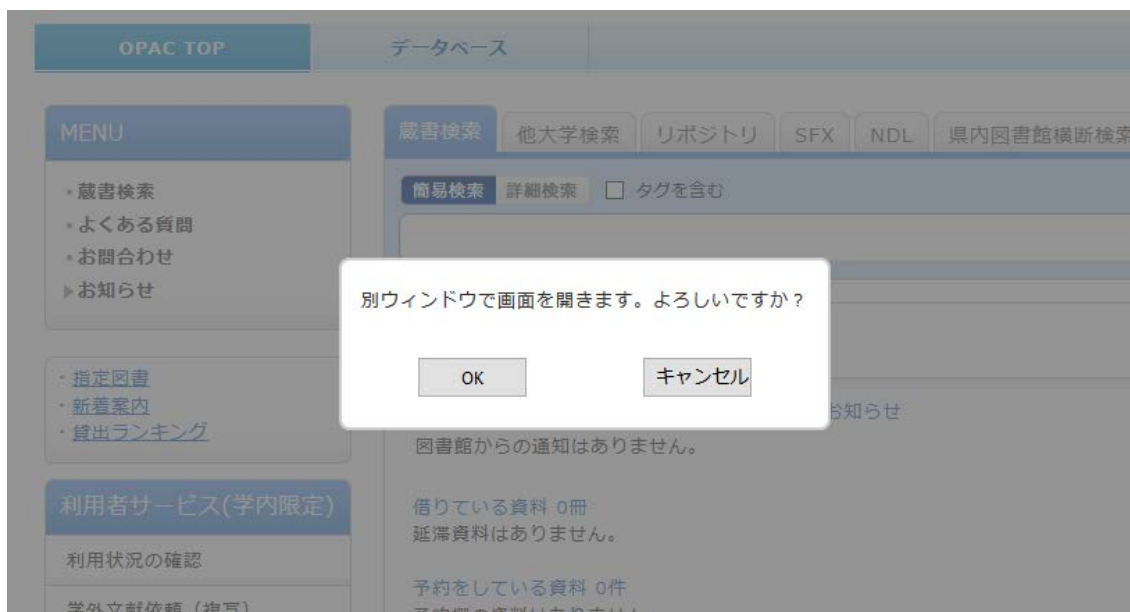 OPAC TOP
データベース
MENU
・蔵書検索
・よくある質問
・お問合わせ
▶お知らせ
・指定図書
・新着案内
・貸出ランキング
利用者サービス(学内限定)
利用状況の確認
学外文献依頼（複写）
蔵書検索
他大学検索
リポジトリ
SFX
NDL
県内図書館横断検索
簡易検索
詳細検索
タグを含む
別ウィンドウで画面を開きます。よろしいですか？
OK
キャンセル
お知らせ
図書館からの通知はありません。
借りている資料 0冊
延滞資料はありません。
予約をしている資料 0件